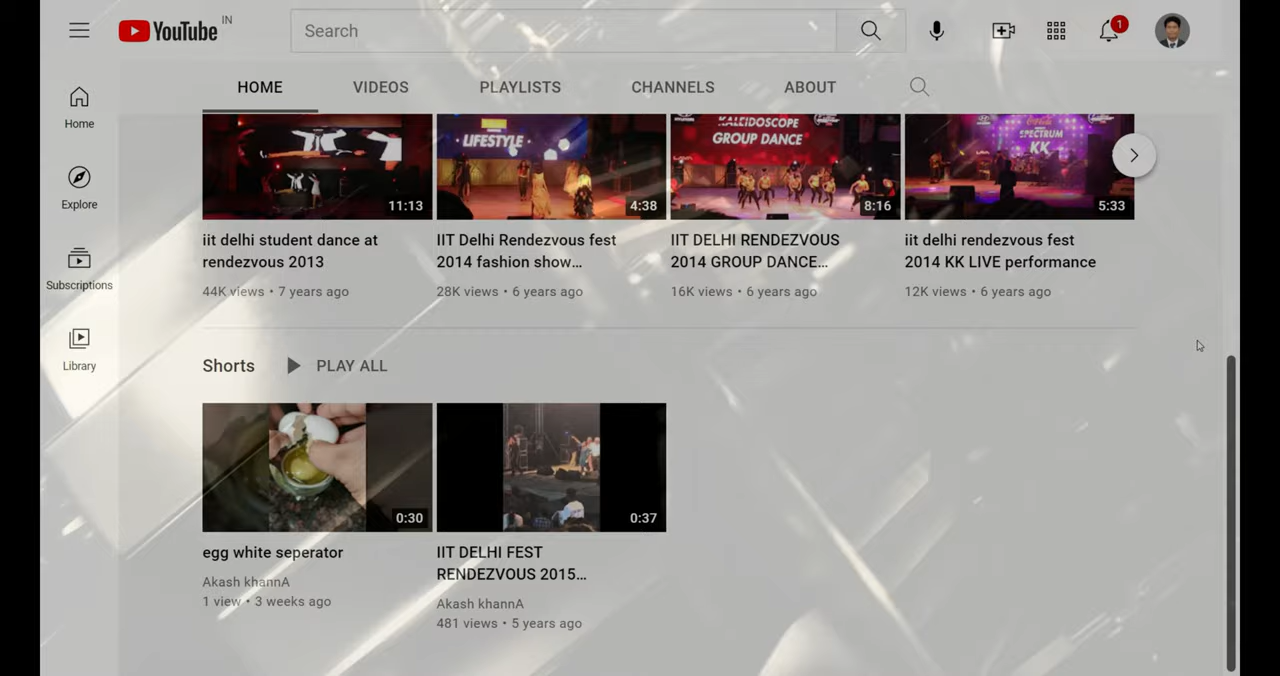 YouTube IN
Search
1
HOME VIDEOS PLAYLISTS CHANNELS ABOUT
Home
Explore
Subscriptions
Library
LIFESTYLE
KALEIDOSCOPE
GROUP DANCE
SPECTRUM
KK
11:13
4:38
8:16
5:33
iit delhi student dance at
rendezvous 2013
44K views • 7 years ago
IIT Delhi Rendezvous fest
2014 fashion show...
28K views • 6 years ago
IIT DELHI RENDEZVOUS
2014 GROUP DANCE...
16K views • 6 years ago
iit delhi rendezvous fest
2014 KK LIVE performance
12K views • 6 years ago
Shorts PLAY ALL
0:30
0:37
egg white seperator
Akash khannA
1 view • 3 weeks ago
IIT DELHI FEST
RENDEZVOUS 2015...
Akash khannA
481 views • 5 years ago